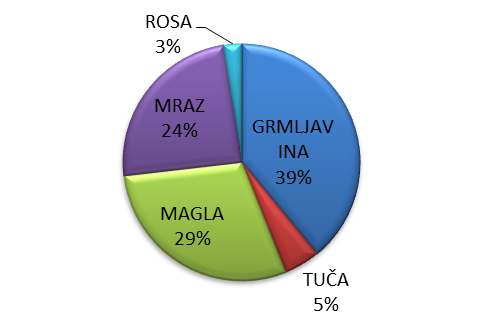 ROSA
3%
MRAZ
24%
GRMLJAV
INA
39%
MAGLA
29%
TUČA
5%